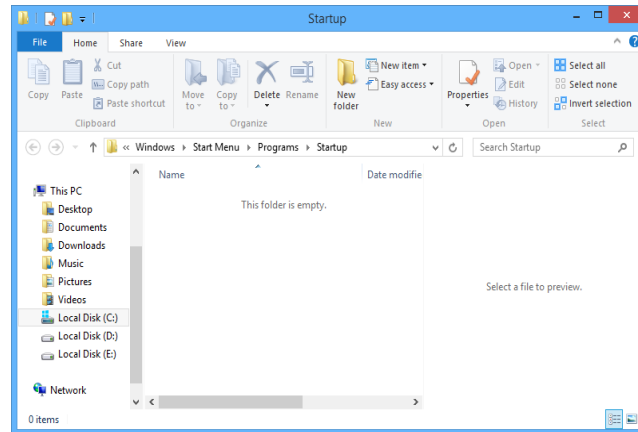 Startup
File Home Share View
Copy
Paste
Cut
Copy path
Paste shortcut
Clipboard
Move to
Copy to
Delete
Rename
Organize
New folder
New item
Easy access
New
Properties
Open
Edit
History
Open
Select all
Select none
Invert selection
Select
« Windows Start Menu Programs Startup
Search Startup
Name
Date modifie
This folder is empty.
Select a file to preview.
This PC
Desktop
Documents
Downloads
Music
Pictures
Videos
Local Disk (C:)
Local Disk (D:)
Local Disk (E:)
Network
0 items